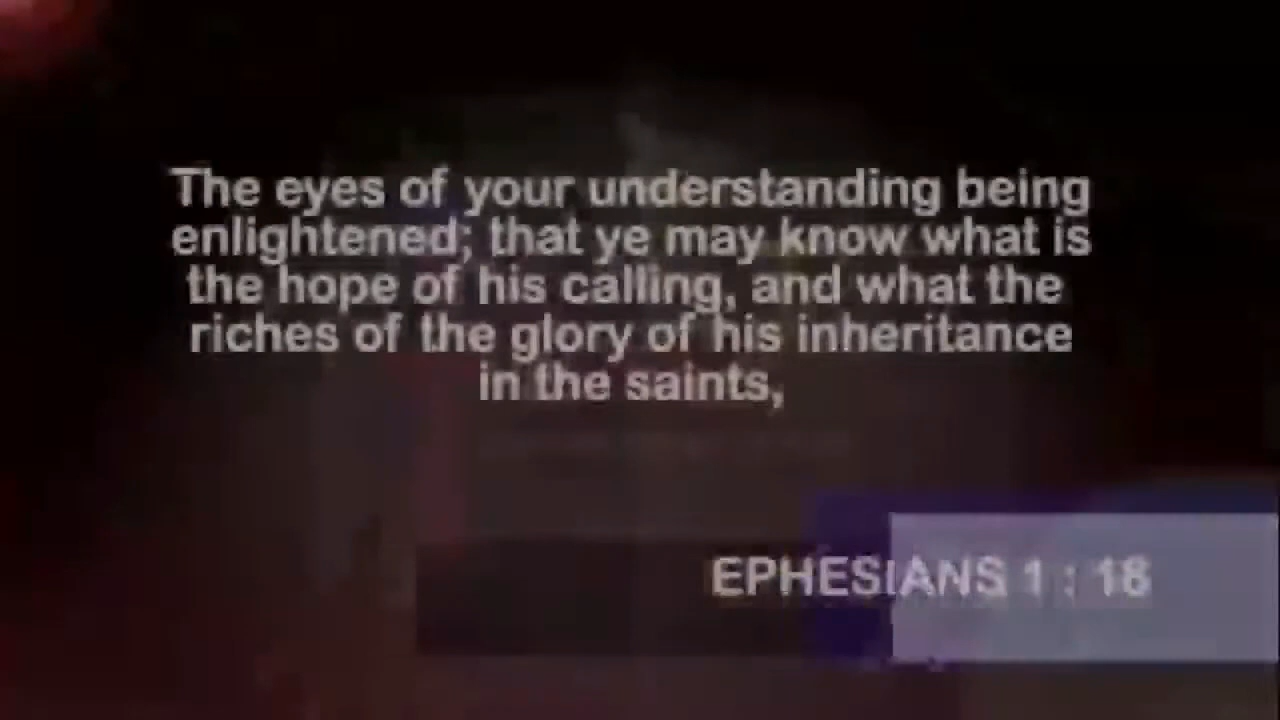 The eyes of your understanding being
enlightened; that ye may know what is
the hope of his calling, and what the
riches of the glory of his inheritance
in the saints,
EPHESIANS 1 : 18